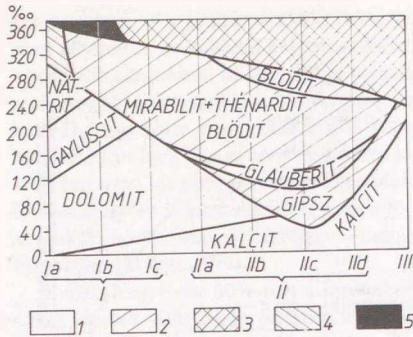 ‰
360
320
280
240
200
160
120
80
40
0
BLÖDIT
NÁT-
RIT
MIRABILIT+THÉNARDIT
BLÖDIT
GAYLUSSIT
GLAUBERIT
GIPSZ
DOLOMIT
KALCIT
KALCIT
Ia Ib Ic IIa IIb IIc IId III
I II
1 2 3 4 5